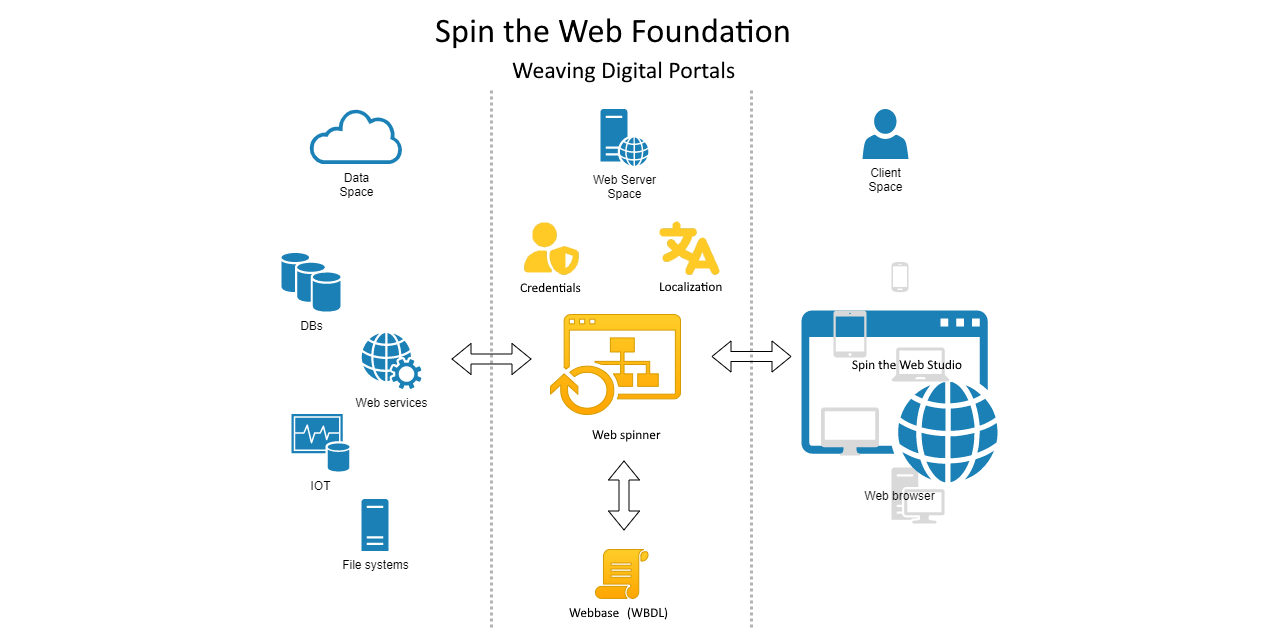 Spin the Web Foundation
Weaving Digital Portals
Data
Space
Web Server
Space
Client
Space
Credentials
Localization
DBs
Web services
IOT
File systems
Web spinner
Webbase (WBDL)
Spin the Web Studio
Web browser